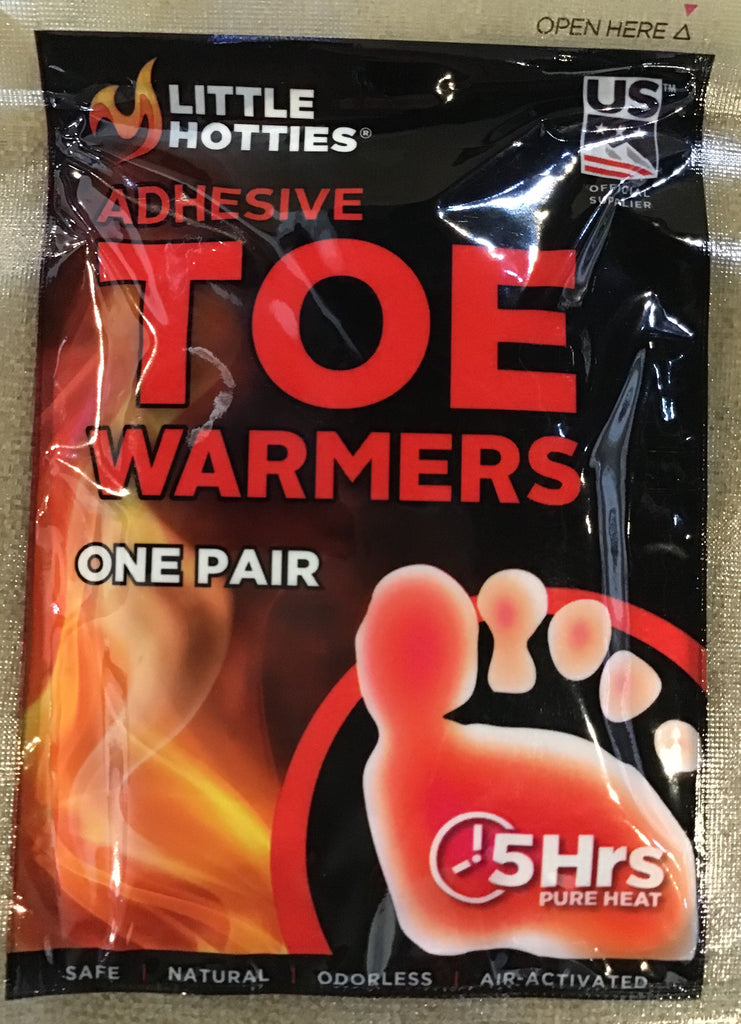 OPEN HERE
LITTLE
HOTTIES®
US™
OFFICIAL
SUPPLIER
ADHESIVE
TOE
WARMERS
ONE PAIR
5Hrs
PURE HEAT
SAFE | NATURAL | ODORLESS | AIR-ACTIVATED